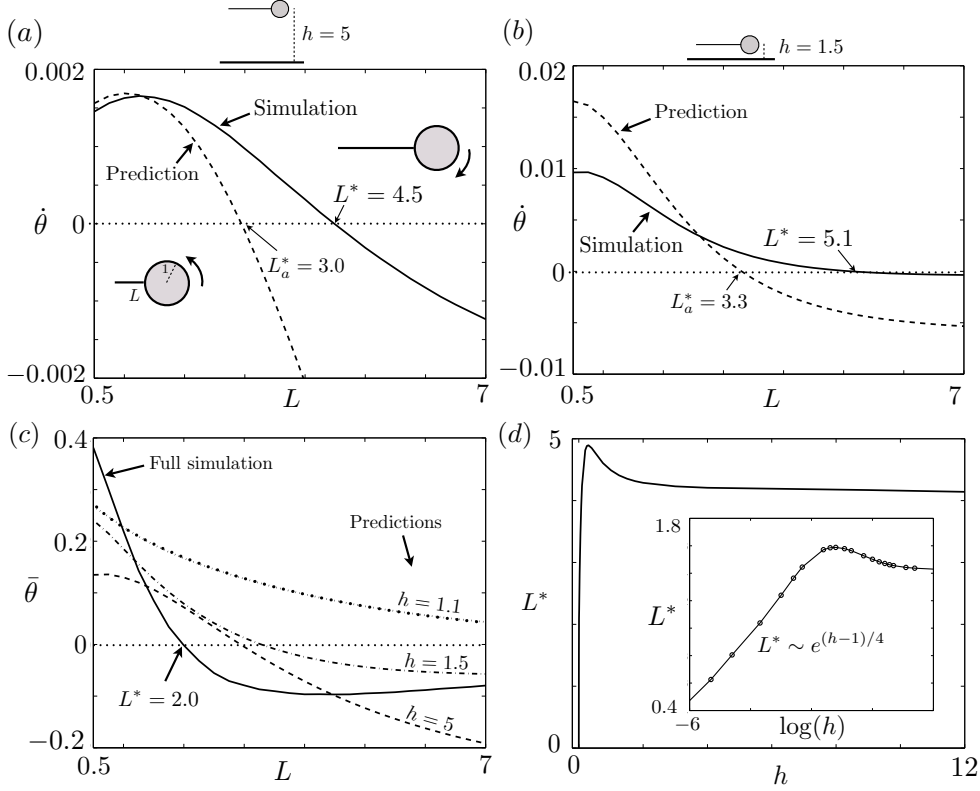 (a)
h = 5
0.002
Simulation
Prediction
L* = 4.5
θ̇
0
L*ₐ = 3.0
1
L
−0.002
0.5
L
7
(b)
h = 1.5
0.02
Prediction
0.01
Simulation
L* = 5.1
θ̇
0
L*ₐ = 3.3
−0.01
0.5
L
7
(c)
0.4
Full simulation
Predictions
0.2
θ̄
h = 1.1
0
h = 1.5
L* = 2.0
h = 5
−0.2
0.5
L
7
(d)
5
L*
1.8
L*
L* ∼ e^{(h−1)/4}
0.4
−6
log(h)
0
0
h
12